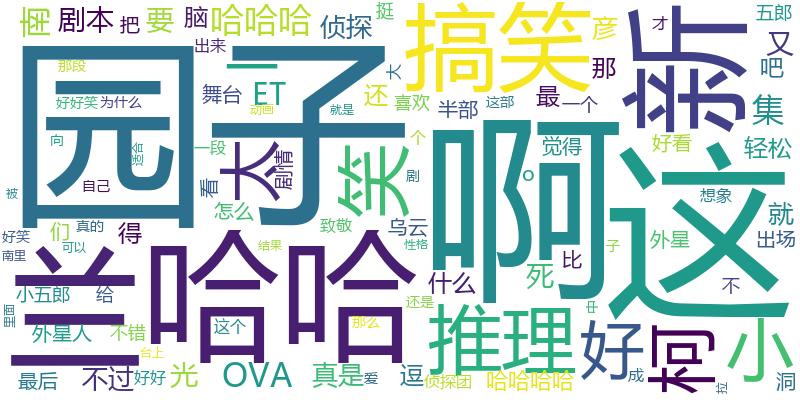 南
剧本
把
要
脑
哈哈哈
侦探
挺
搞笑
彦
才
五郎
那段
出来
大
那
又
园子
一
舞台
ET
还
喜欢
半部
最
这部
一个
新
吧
集
好好笑
为什么
就是
动画
向
适合
一段
太
剧情
笑
个
剧
啊
觉得
好看
轻松
自己
被
看
o
这
想象
怎么
致敬
乌云
就
们
真的
得
好笑
可以
南里
结果
性格
什么
比
死
子
外星
出场
不
兰
哈哈
小五郎
给
里面
外星人
不错
这个
那么
还是
推理
中
好
柯
小
台上
最后
不过
好好
光
OVA
真是
爱
逗
侦探团
哈哈哈哈
成
拉
洞